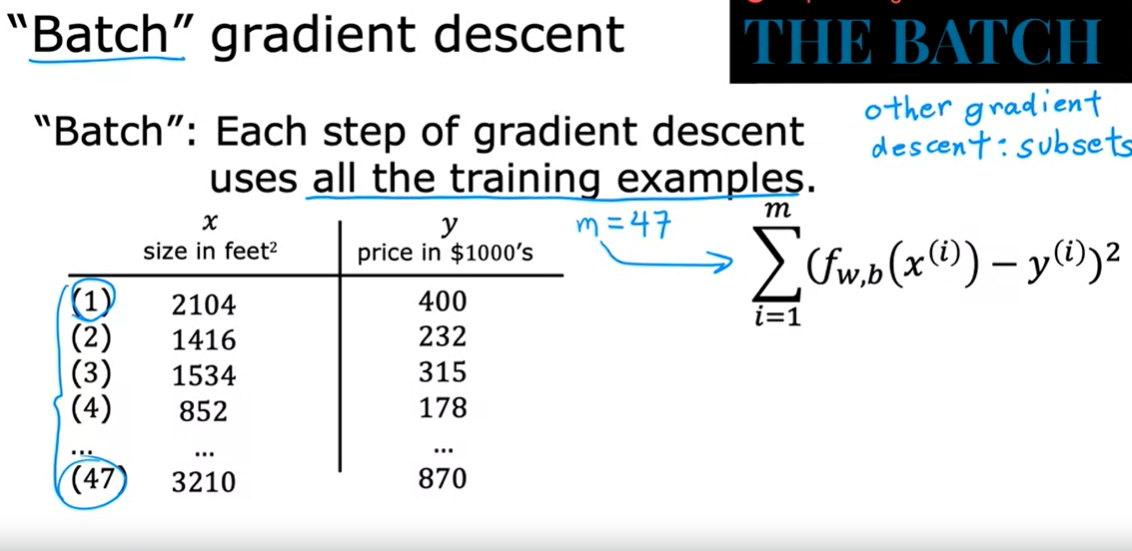 “Batch” gradient descent
THE BATCH
other gradient
descent: subsets
“Batch”: Each step of gradient descent
uses all the training examples.
x y
size in feet² price in $1000’s
m = 47
m
∑ (f_{w,b}(x^{(i)}) − y^{(i)})²
i=1
(1) 2104 400
(2) 1416 232
(3) 1534 315
(4) 852 178
... ... ...
(47) 3210 870